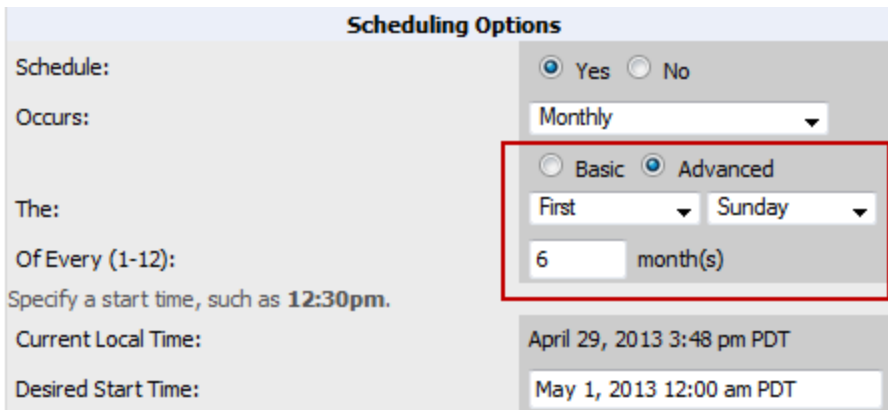 Scheduling Options
Schedule: Yes No
Occurs: Monthly
Basic Advanced
The: First Sunday
Of Every (1-12): 6 month(s)
Specify a start time, such as 12:30pm.
Current Local Time: April 29, 2013 3:48 pm PDT
Desired Start Time: May 1, 2013 12:00 am PDT